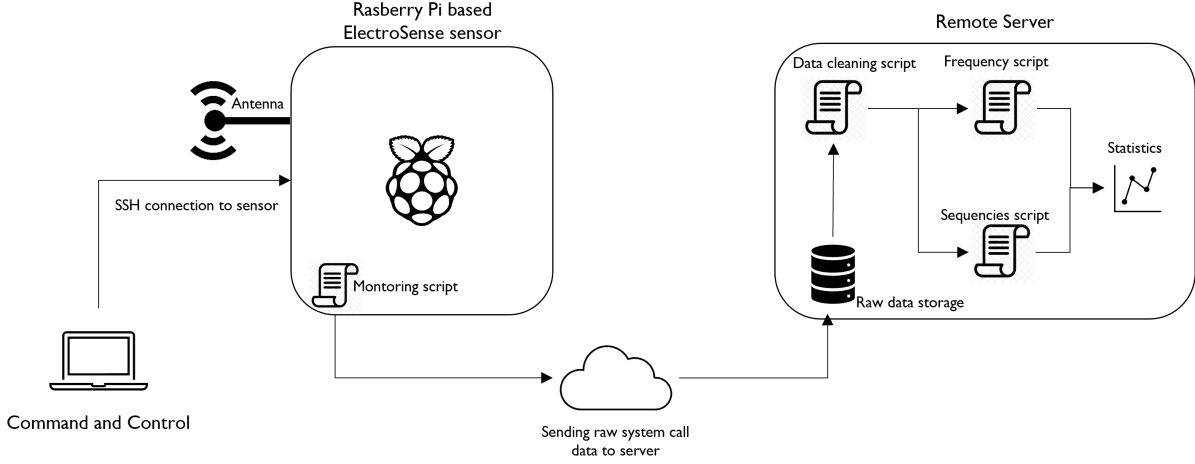 Rasberry Pi based
ElectroSense sensor
Antenna
SSH connection to sensor
Montoring script
Command and Control
Sending raw system call
data to server
Remote Server
Data cleaning script
Frequency script
Statistics
Sequencies script
Raw data storage